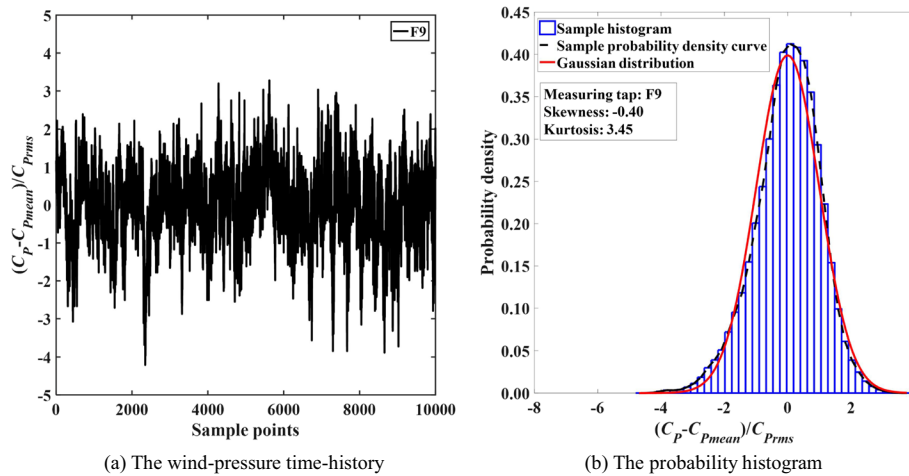 F9
5
4
3
2
1
0
-1
-2
-3
-4
-5
(C_P-C_Pmean)/C_Prms
0 2000 4000 6000 8000 10000
Sample points
(a) The wind-pressure time-history
0.45
0.40
0.35
0.30
0.25
0.20
0.15
0.10
0.05
0.00
Probability density
Sample histogram
Sample probability density curve
Gaussian distribution
Measuring tap: F9
Skewness: -0.40
Kurtosis: 3.45
-8 -6 -4 -2 0 2
(C_P-C_Pmean)/C_Prms
(b) The probability histogram